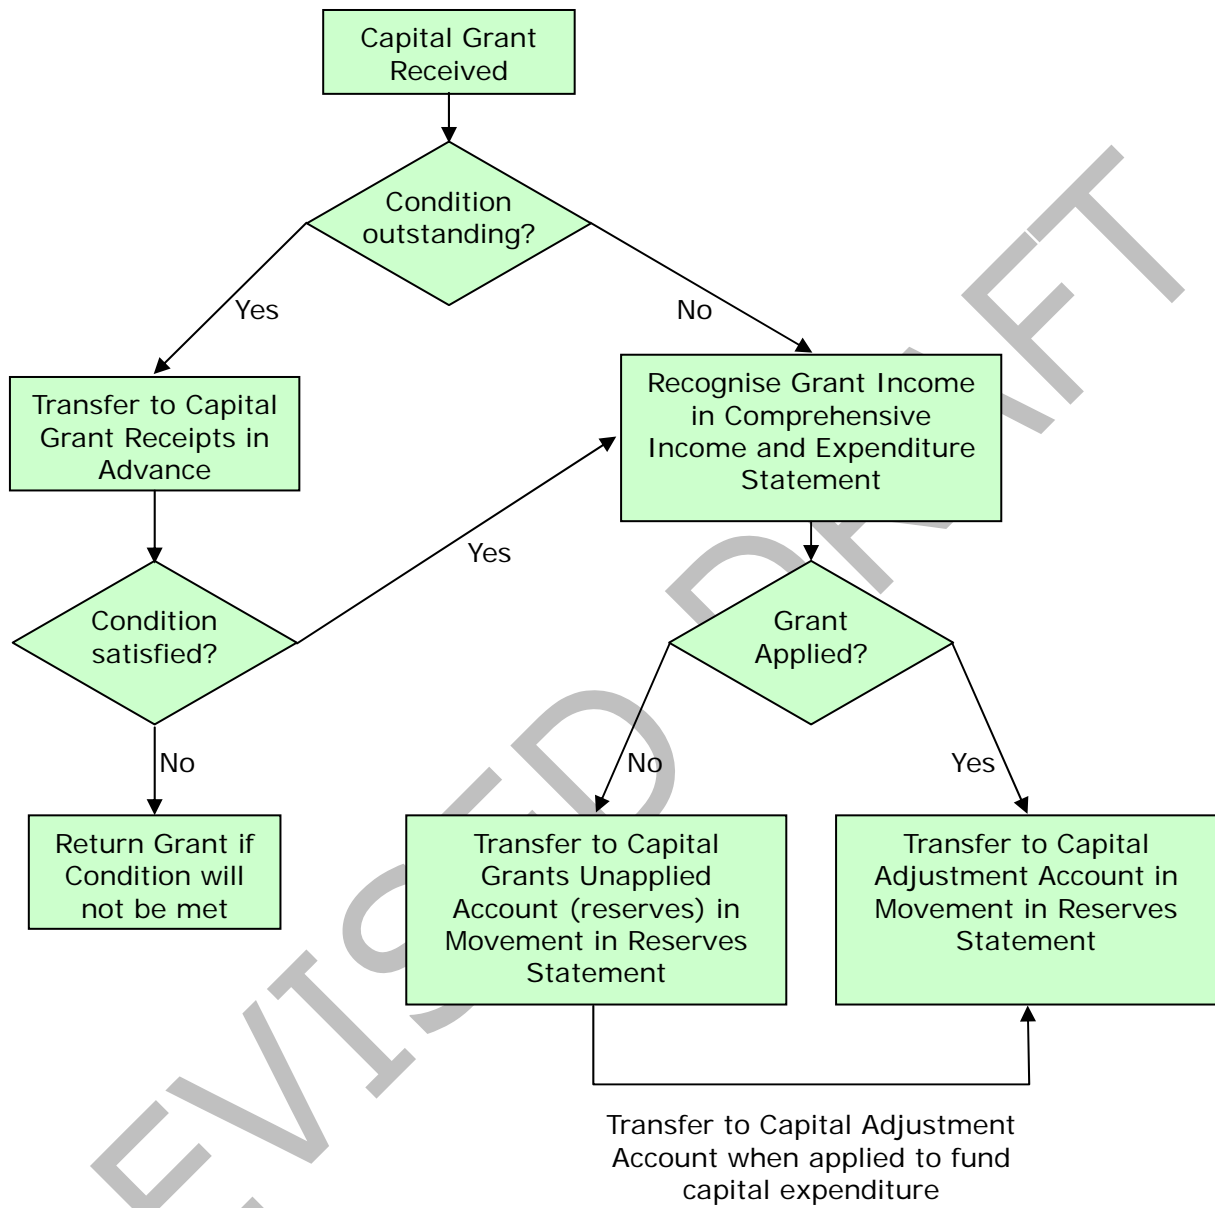 Capital Grant
Received
Condition
outstanding?
Yes
No
Transfer to Capital
Grant Receipts in
Advance
Recognise Grant Income
in Comprehensive
Income and Expenditure
Statement
Yes
Condition
satisfied?
Grant
Applied?
No
No
Yes
Return Grant if
Condition will
not be met
Transfer to Capital
Grants Unapplied
Account (reserves) in
Movement in Reserves
Statement
Transfer to Capital
Adjustment Account in
Movement in Reserves
Statement
Transfer to Capital Adjustment
Account when applied to fund
capital expenditure
EVISED DRAFT